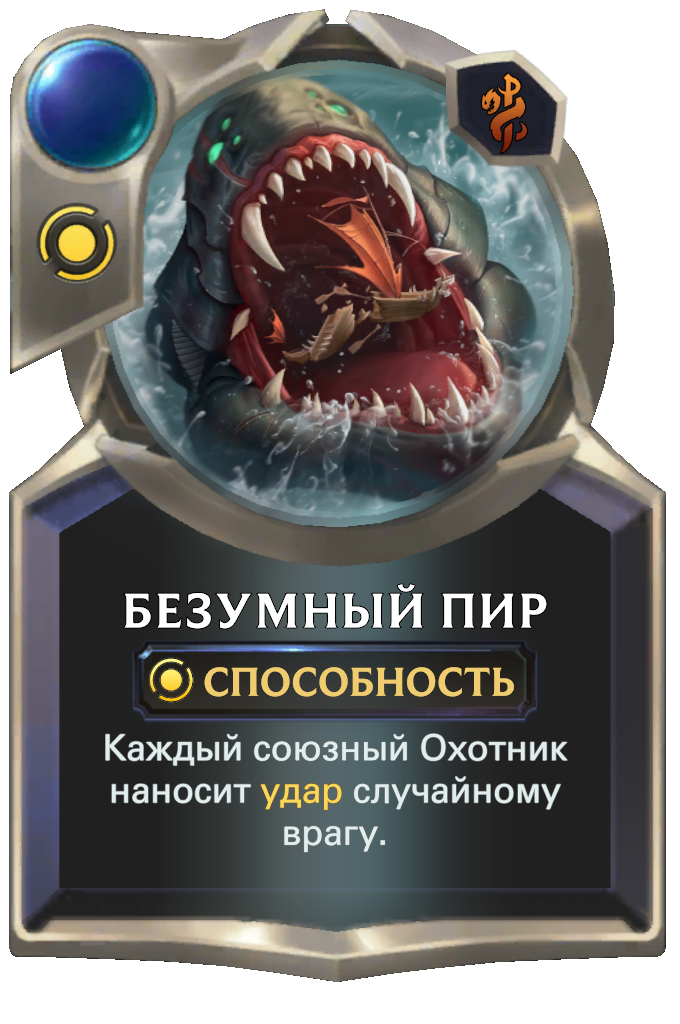 БЕЗУМНЫЙ ПИР
СПОСОБНОСТЬ
Каждый союзный Охотник
наносит удар случайному
врагу.